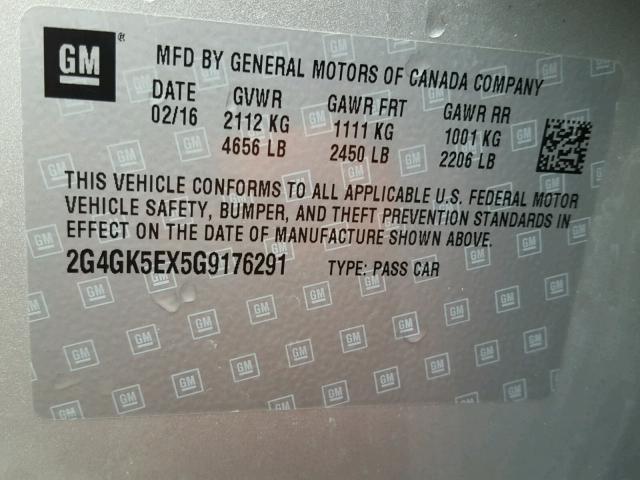 GM ®
MFD BY GENERAL MOTORS OF CANADA COMPANY
DATE GVWR GAWR FRT GAWR RR
02/16 2112 KG 1111 KG 1001 KG
4656 LB 2450 LB 2206 LB
THIS VEHICLE CONFORMS TO ALL APPLICABLE U.S. FEDERAL MOTOR
VEHICLE SAFETY, BUMPER, AND THEFT PREVENTION STANDARDS IN
EFFECT ON THE DATE OF MANUFACTURE SHOWN ABOVE.
2G4GK5EX5G9176291 TYPE: PASS CAR